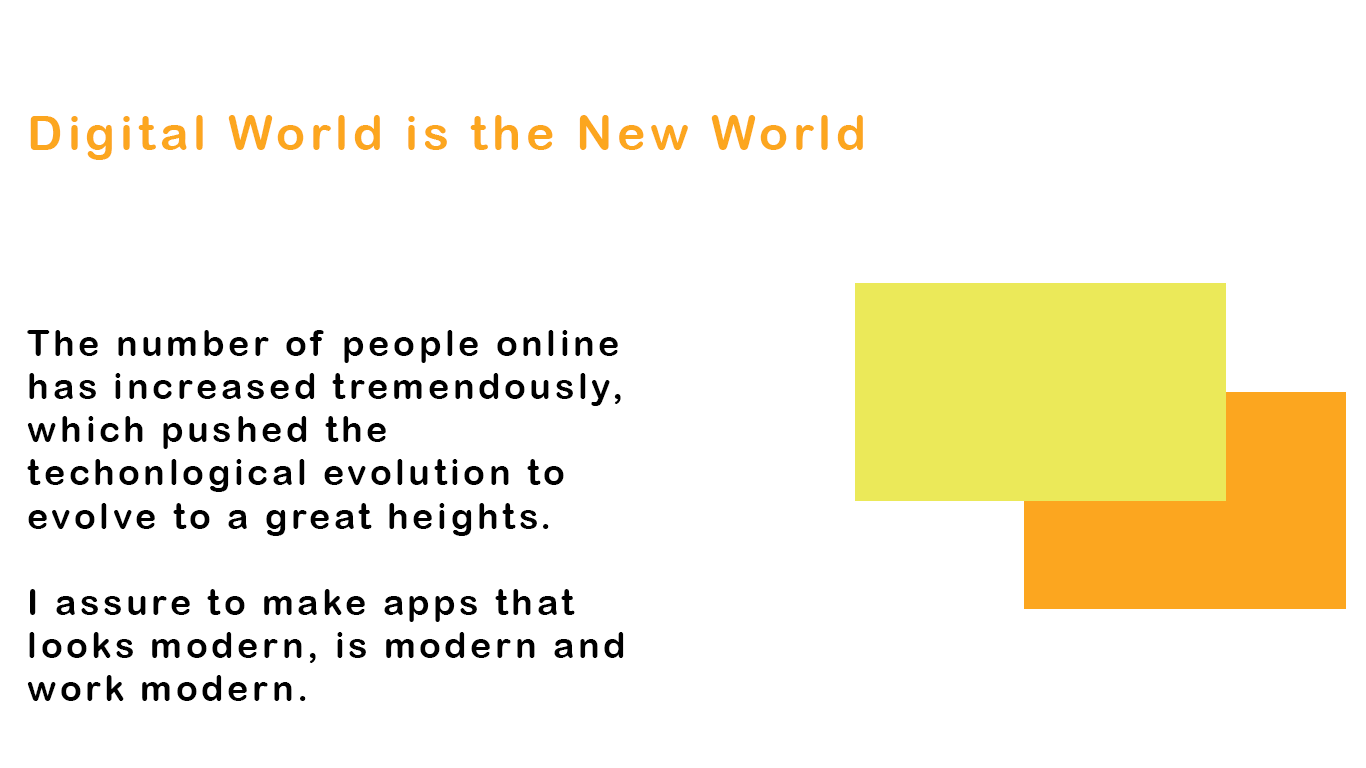 Digital World is the New World
The number of people online
has increased tremendously,
which pushed the
techonlogical evolution to
evolve to a great heights.
I assure to make apps that
looks modern, is modern and
work modern.